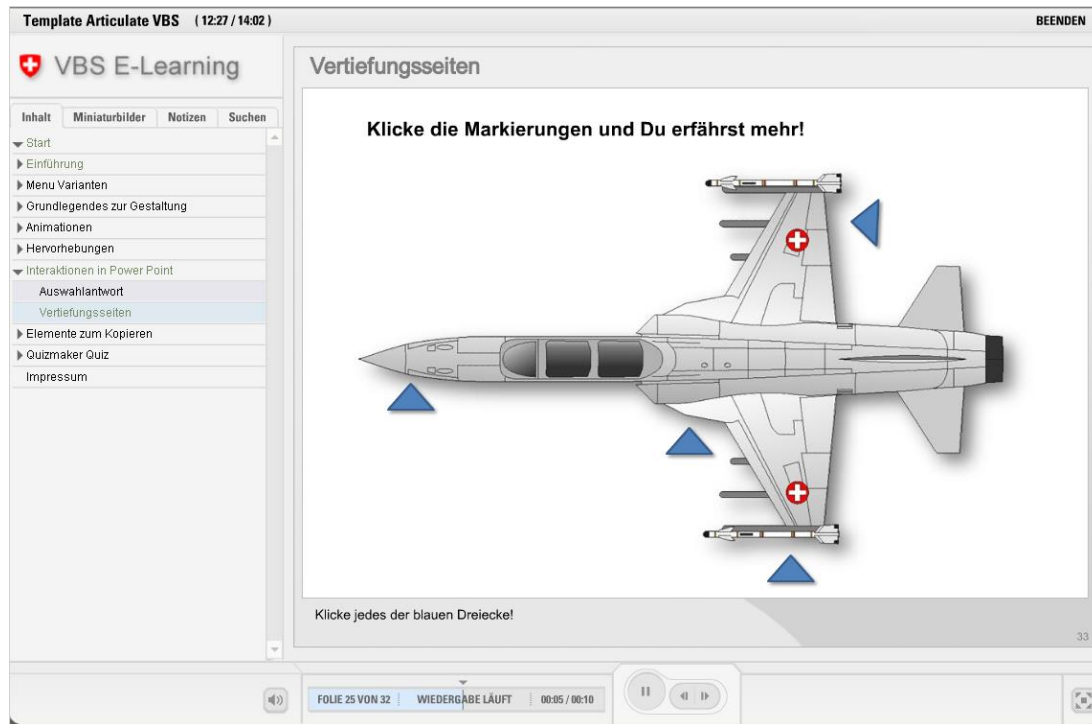 Template Articulate VBS ( 12:27 / 14:02 )
BEENDEN
VBS E-Learning
Inhalt Miniaturbilder Notizen Suchen
Start
Einführung
Menu Varianten
Grundlegendes zur Gestaltung
Animationen
Hervorhebungen
Interaktionen in Power Point
Auswahlantwort
Vertiefungsseiten
Elemente zum Kopieren
Quizmaker Quiz
Impressum
Vertiefungsseiten
Klicke die Markierungen und Du erfährst mehr!
Klicke jedes der blauen Dreiecke!
33
FOLIE 25 VON 32 WIEDERGABE LÄUFT 00:05 / 00:10